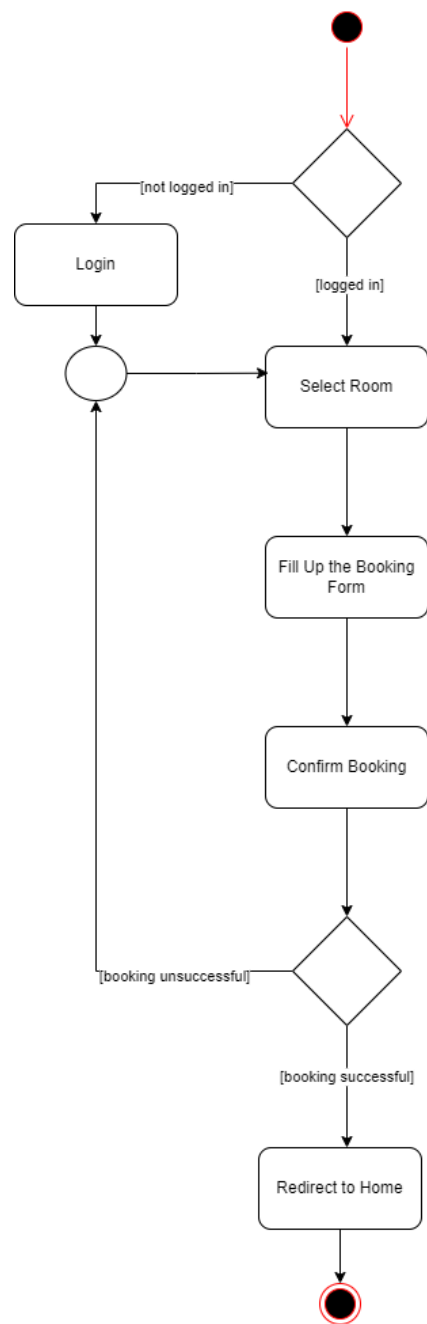 [not logged in]
Login
[logged in]
Select Room
Fill Up the Booking
Form
Confirm Booking
[booking unsuccessful]
[booking successful]
Redirect to Home